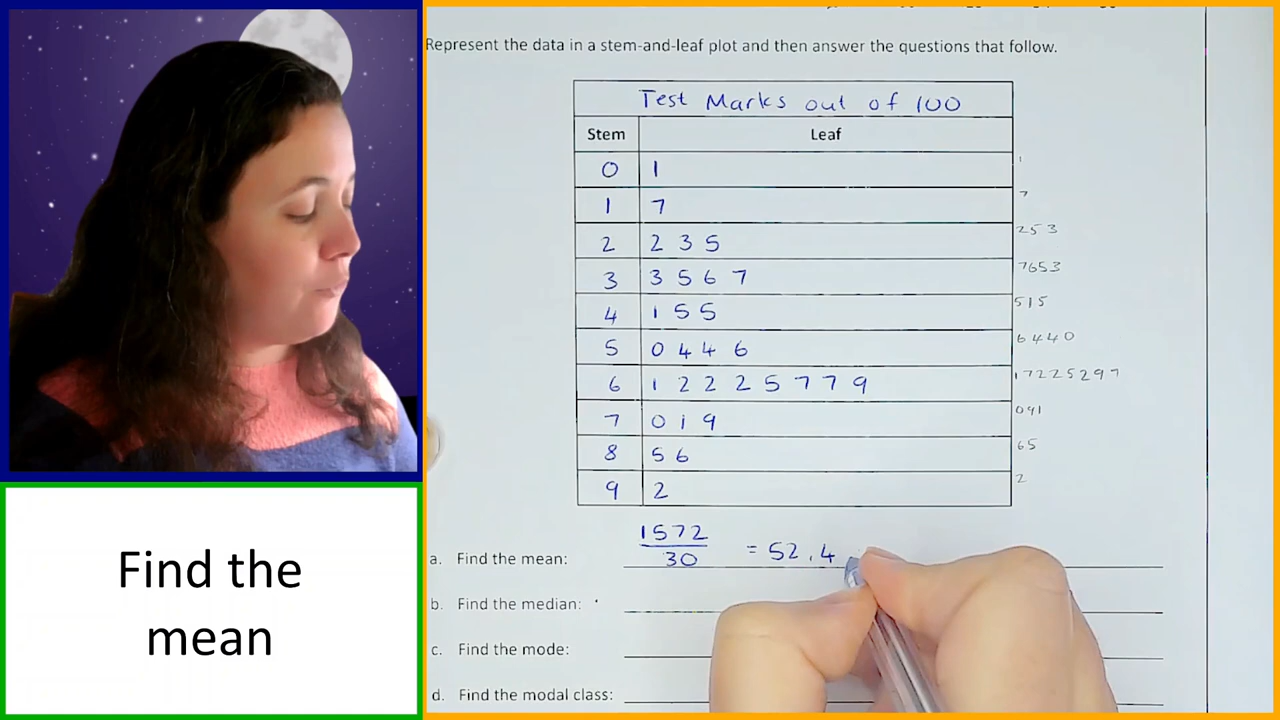 Represent the data in a stem-and-leaf plot and then answer the questions that follow.
Test Marks out of 100
Stem Leaf
0 1 1
1 7 7
2 2 3 5 253
3 3 5 6 7 7653
4 1 5 5 515
5 0 4 4 6 6440
6 1 2 2 2 5 7 7 9 17225297
7 0 1 9 091
8 5 6 65
9 2 2
1572
30
= 52.4
a. Find the mean:
b. Find the median:
c. Find the mode:
d. Find the modal class:
Find the
mean